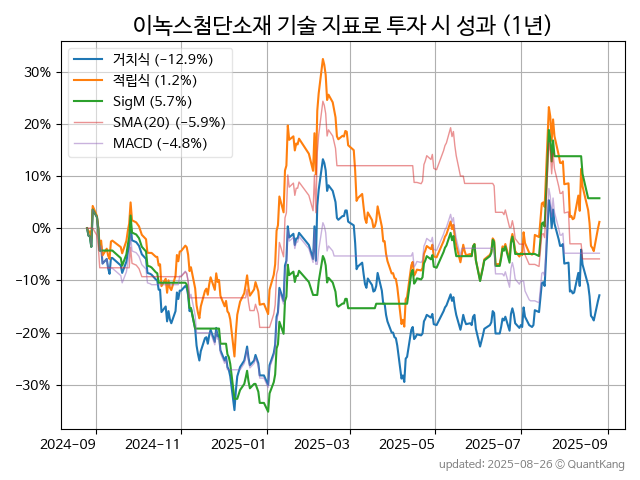 이녹스첨단소재 기술 지표로 투자 시 성과 (1년)
거치식 (−12.9%)
적립식 (1.2%)
SigM (5.7%)
SMA(20) (−5.9%)
MACD (−4.8%)
30%
20%
10%
0%
−10%
−20%
−30%
2024-09 2024-11 2025-01 2025-03 2025-05 2025-07 2025-09
updated: 2025-08-26 ⓒ QuantKang